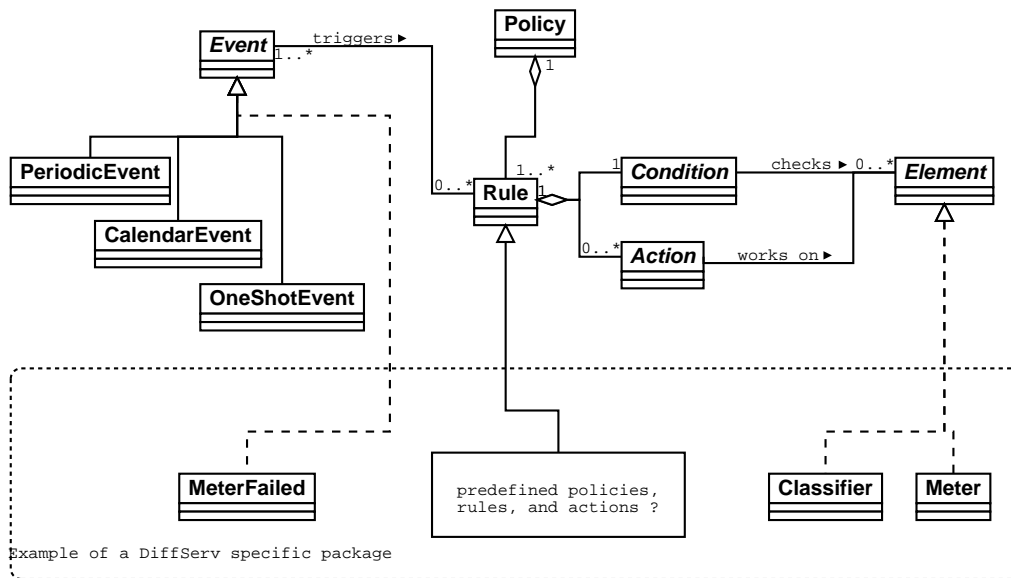 Policy
Event
triggers ►
1..*
1
PeriodicEvent
1..*
0..*
Rule
1
1
Condition
checks ►
0..*
Element
CalendarEvent
0..*
Action
works on ►
OneShotEvent
MeterFailed
predefined policies,
rules, and actions ?
Classifier
Meter
Example of a DiffServ specific package